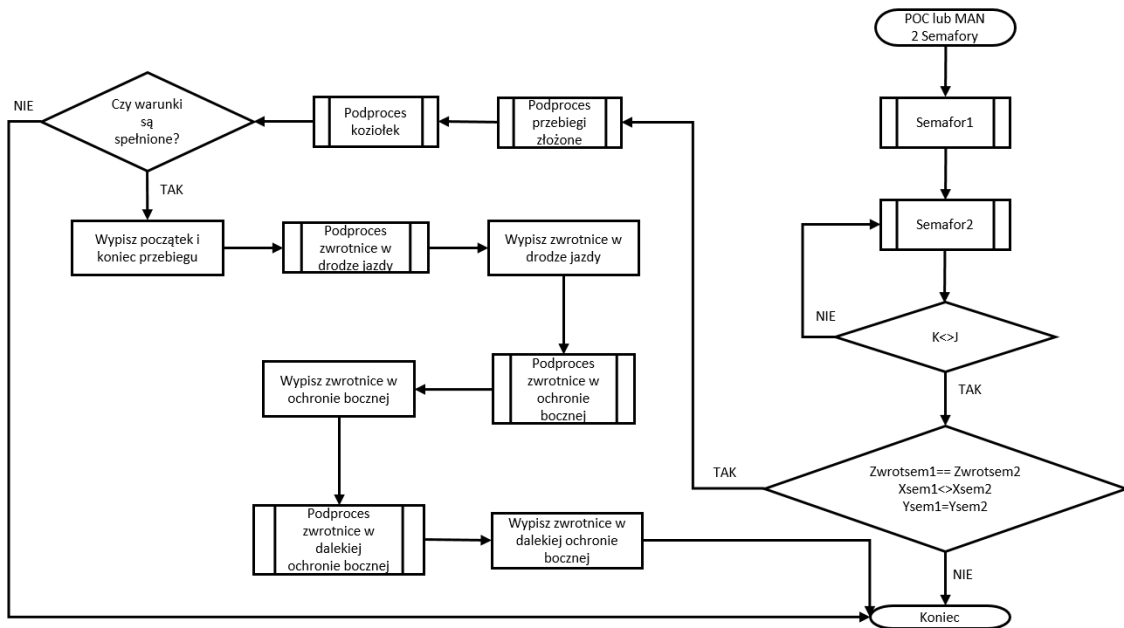 POC lub MAN
2 Semafory
Semafor1
Semafor2
NIE
K<>J
TAK
Zwrotsem1== Zwrotsem2
Xsem1<>Xsem2
Ysem1=Ysem2
TAK
NIE
Podproces
przebiegi
złożone
Podproces
koziołek
Czy warunki
są
spełnione?
NIE
TAK
Wypisz początek i
koniec przebiegu
Podproces
zwrotnice w
drodze jazdy
Wypisz zwrotnice w
drodze jazdy
Podproces
zwrotnice w
ochronie
bocznej
Wypisz zwrotnice w
ochronie bocznej
Podproces
zwrotnice w
dalekiej
ochronie bocznej
Wypisz zwrotnice w
dalekiej ochronie
bocznej
Koniec